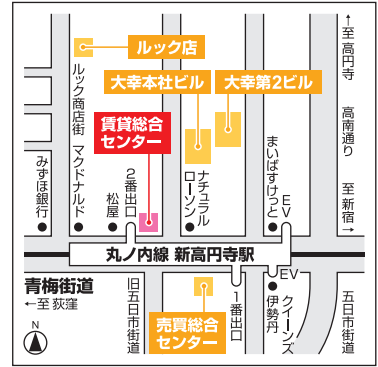 ルック店
大幸本社ビル
大幸第2ビル
賃貸総合
センター
←至 高円寺
高南通り
至 新宿→
ルック商店街
マクドナルド
みずほ銀行
松屋
2番出口
ナチュラル
ローソン
まいばすけっと
EV
丸ノ内線 新高円寺駅
青梅街道
←至 荻窪
旧五日市街道
売買総合
センター
1番出口
EV
クイーンズ
伊勢丹
五日市街道
N